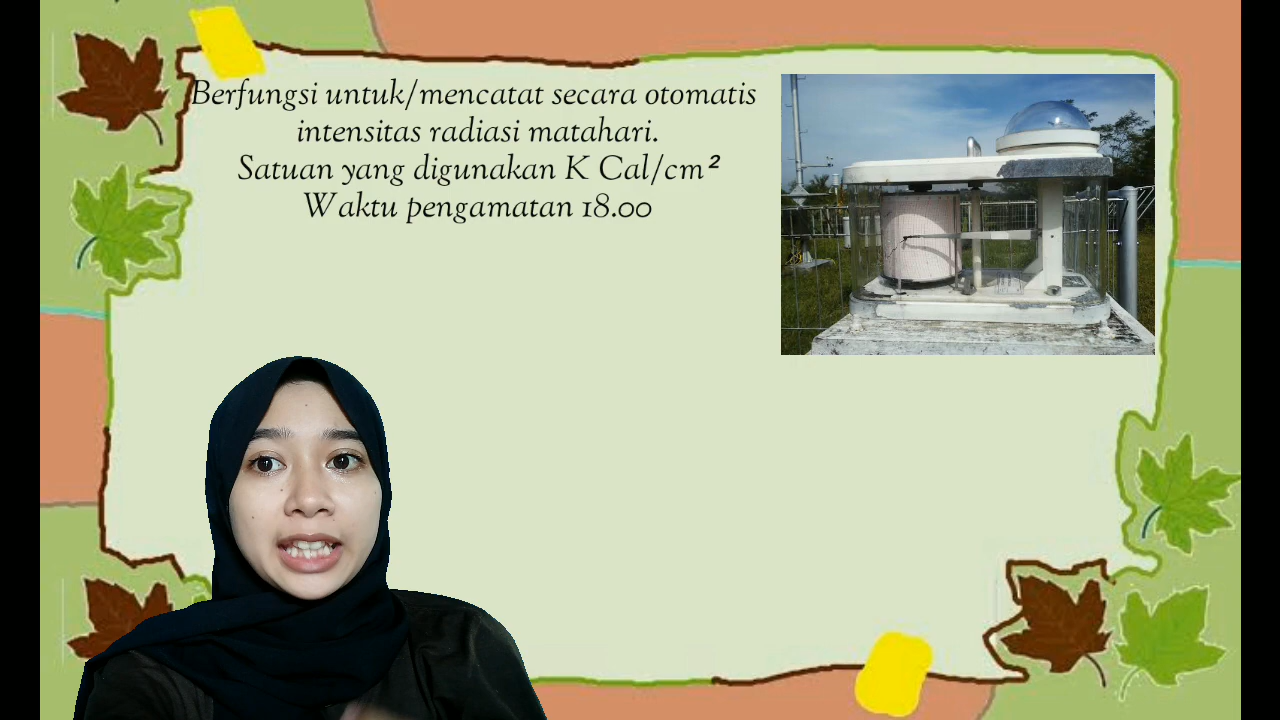 Berfungsi untuk/mencatat secara otomatis
intensitas radiasi matahari.
Satuan yang digunakan K Cal/cm²
Waktu pengamatan 18.00